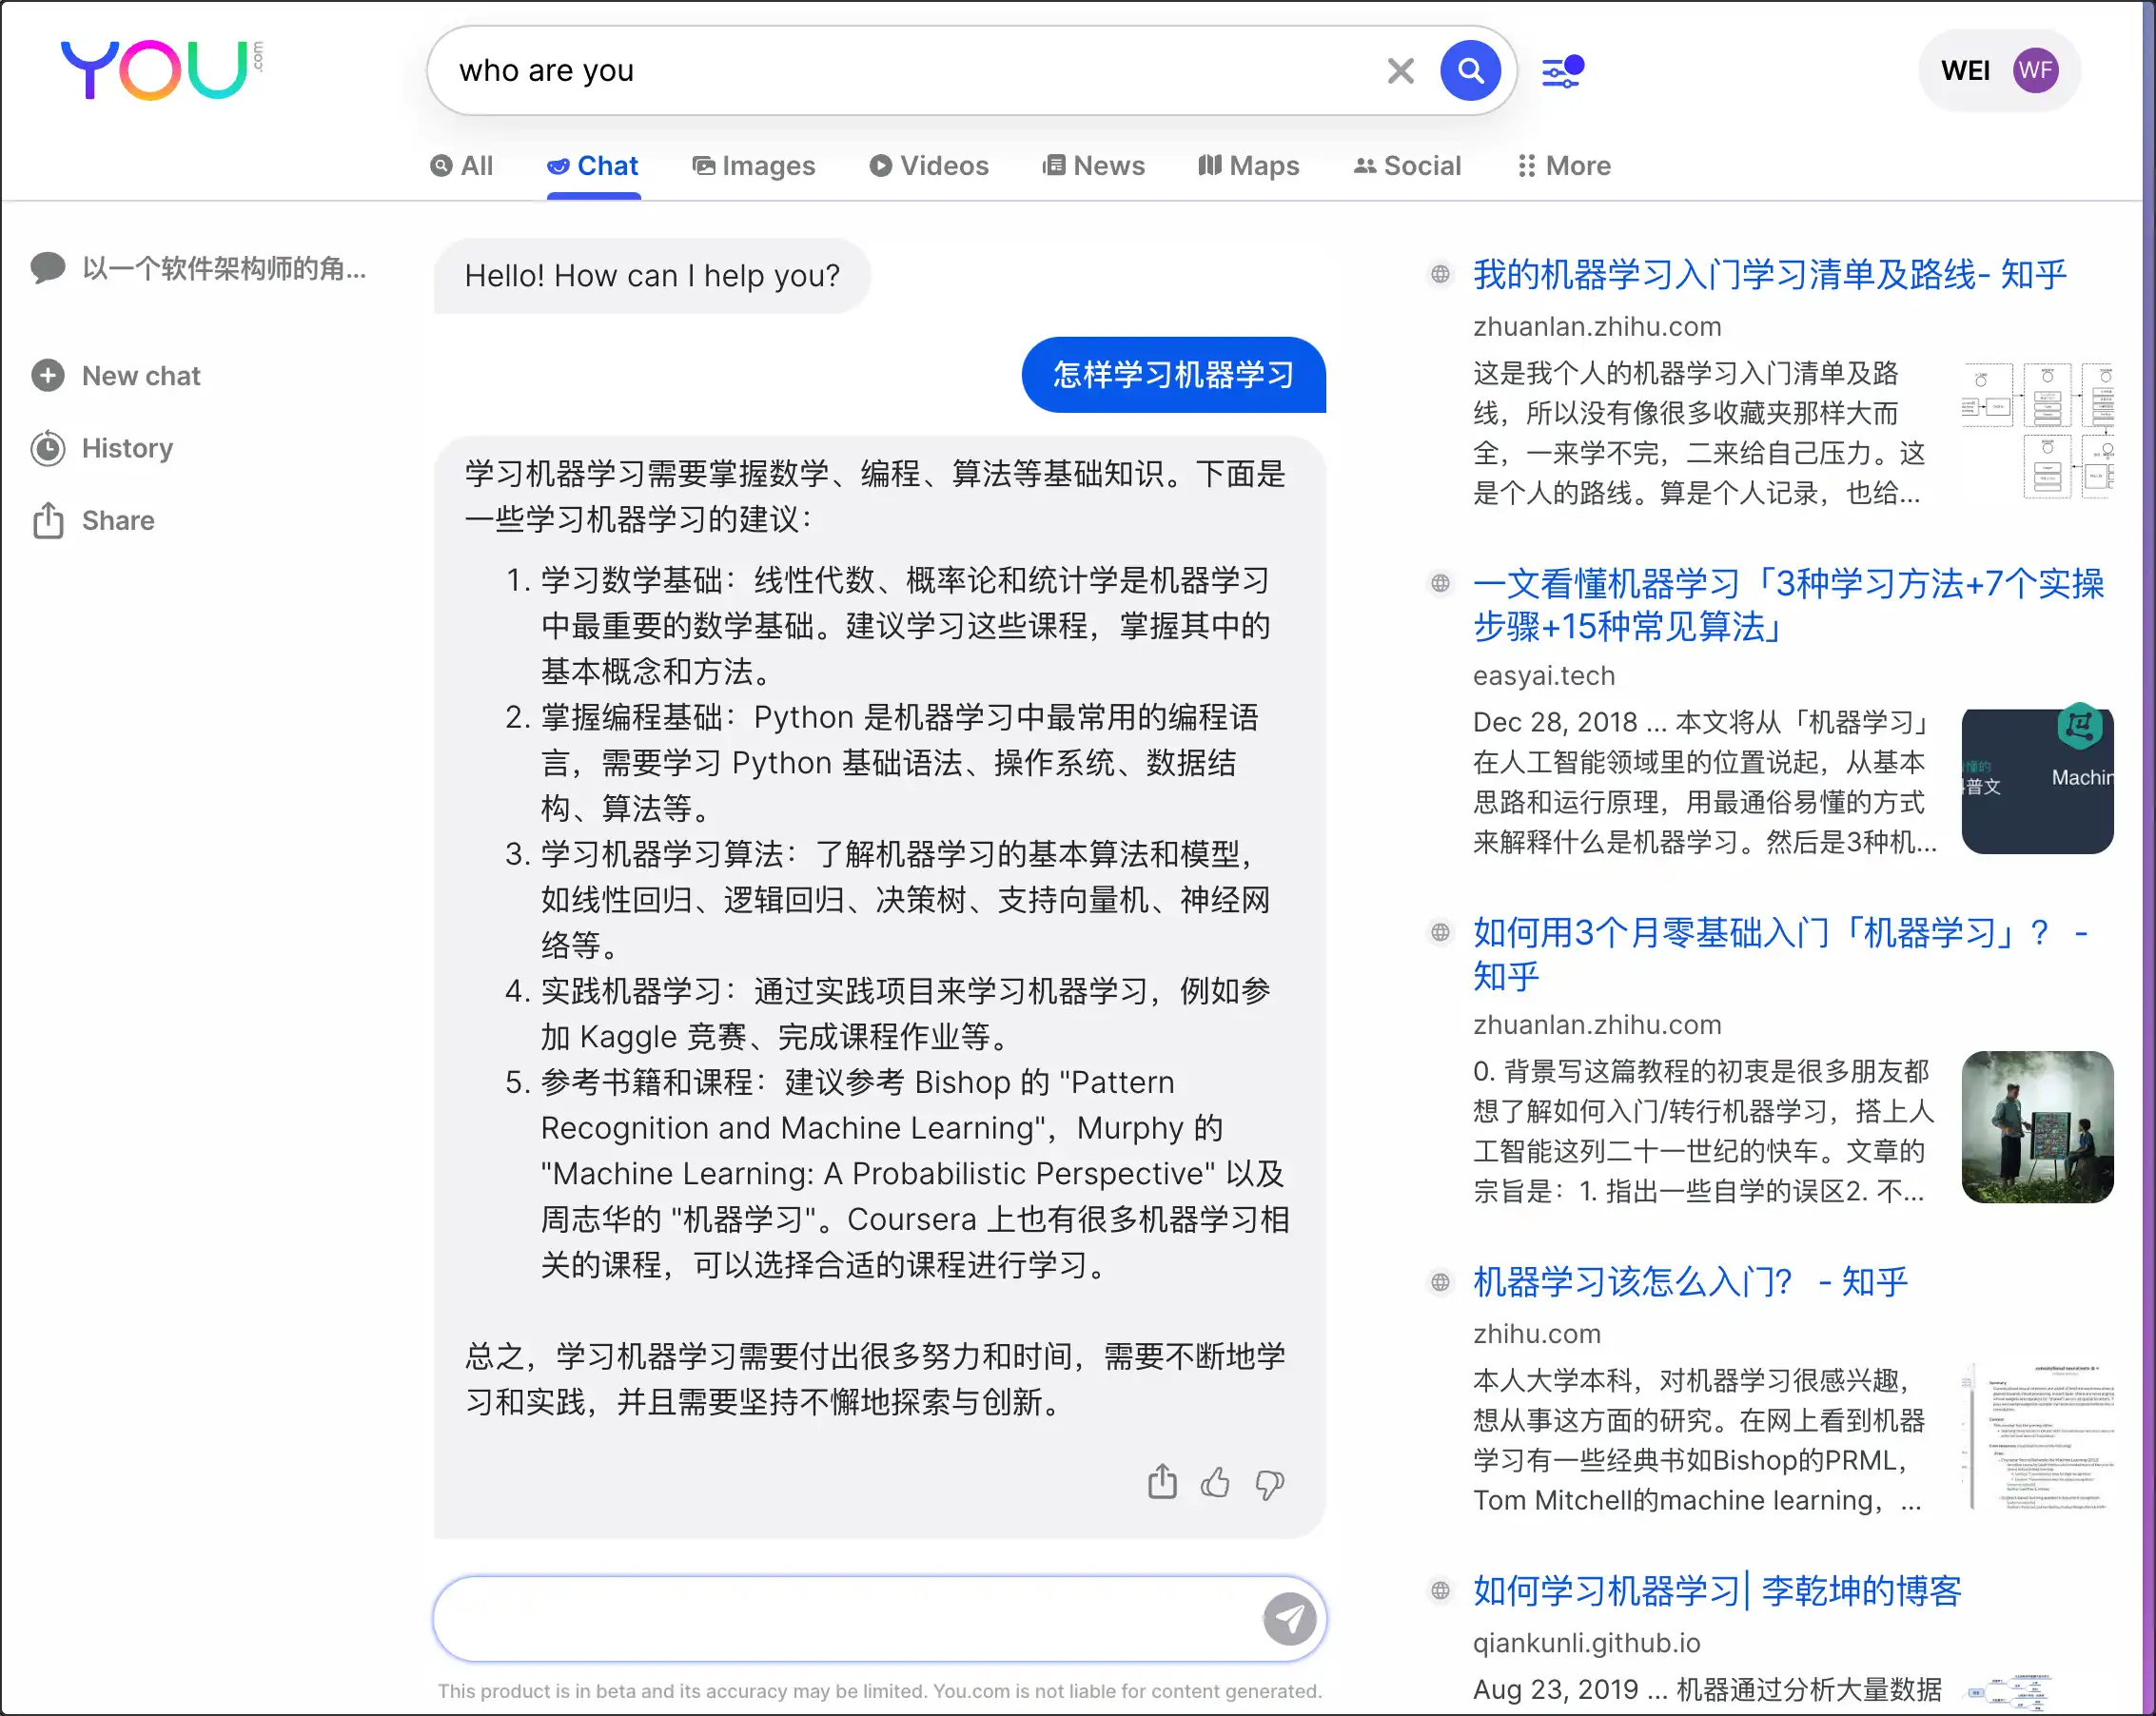 YOU.com
who are you
WEI
WF
All
Chat
Images
Videos
News
Maps
Social
More
以一个软件架构师的角...
New chat
History
Share
Hello! How can I help you?
怎样学习机器学习
学习机器学习需要掌握数学、编程、算法等基础知识。下面是
一些学习机器学习的建议：
1. 学习数学基础：线性代数、概率论和统计学是机器学习
中最重要的数学基础。建议学习这些课程，掌握其中的
基本概念和方法。
2. 掌握编程基础：Python 是机器学习中最常用的编程语
言，需要学习 Python 基础语法、操作系统、数据结
构、算法等。
3. 学习机器学习算法：了解机器学习的基本算法和模型，
如线性回归、逻辑回归、决策树、支持向量机、神经网
络等。
4. 实践机器学习：通过实践项目来学习机器学习，例如参
加 Kaggle 竞赛、完成课程作业等。
5. 参考书籍和课程：建议参考 Bishop 的 "Pattern
Recognition and Machine Learning"，Murphy 的
"Machine Learning: A Probabilistic Perspective" 以及
周志华的 "机器学习"。Coursera 上也有很多机器学习相
关的课程，可以选择合适的课程进行学习。
总之，学习机器学习需要付出很多努力和时间，需要不断地学
习和实践，并且需要坚持不懈地探索与创新。
This product is in beta and its accuracy may be limited. You.com is not liable for content generated.
我的机器学习入门学习清单及路线- 知乎
zhuanlan.zhihu.com
这是我个人的机器学习入门清单及路
线，所以没有像很多收藏夹那样大而
全，一来学不完，二来给自己压力。这
是个人的路线。算是个人记录，也给...
一文看懂机器学习「3种学习方法+7个实操
步骤+15种常见算法」
easyai.tech
Dec 28, 2018 ... 本文将从「机器学习」
在人工智能领域里的位置说起，从基本
思路和运行原理，用最通俗易懂的方式
来解释什么是机器学习。然后是3种机...
懂的
普文
Machin
如何用3个月零基础入门「机器学习」？ -
知乎
zhuanlan.zhihu.com
0. 背景写这篇教程的初衷是很多朋友都
想了解如何入门/转行机器学习，搭上人
工智能这列二十一世纪的快车。文章的
宗旨是：1. 指出一些自学的误区2. 不...
机器学习该怎么入门？ - 知乎
zhihu.com
本人大学本科，对机器学习很感兴趣，
想从事这方面的研究。在网上看到机器
学习有一些经典书如Bishop的PRML，
Tom Mitchell的machine learning， ...
如何学习机器学习| 李乾坤的博客
qiankunli.github.io
Aug 23, 2019 ... 机器通过分析大量数据